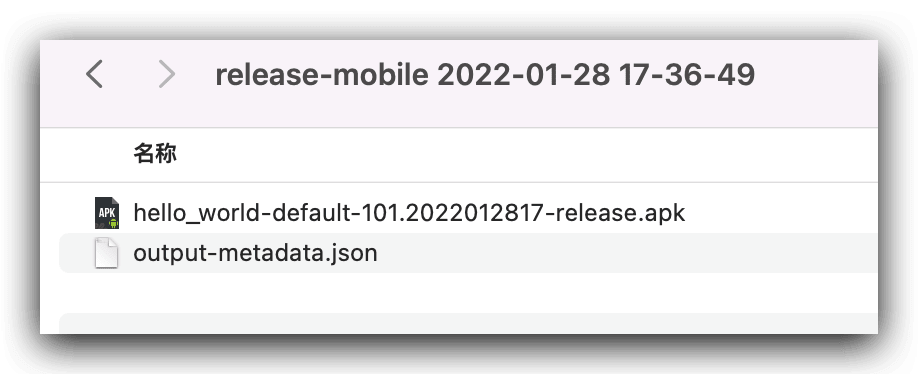 release-mobile 2022-01-28 17-36-49
名称
APK
hello_world-default-101.2022012817-release.apk
output-metadata.json